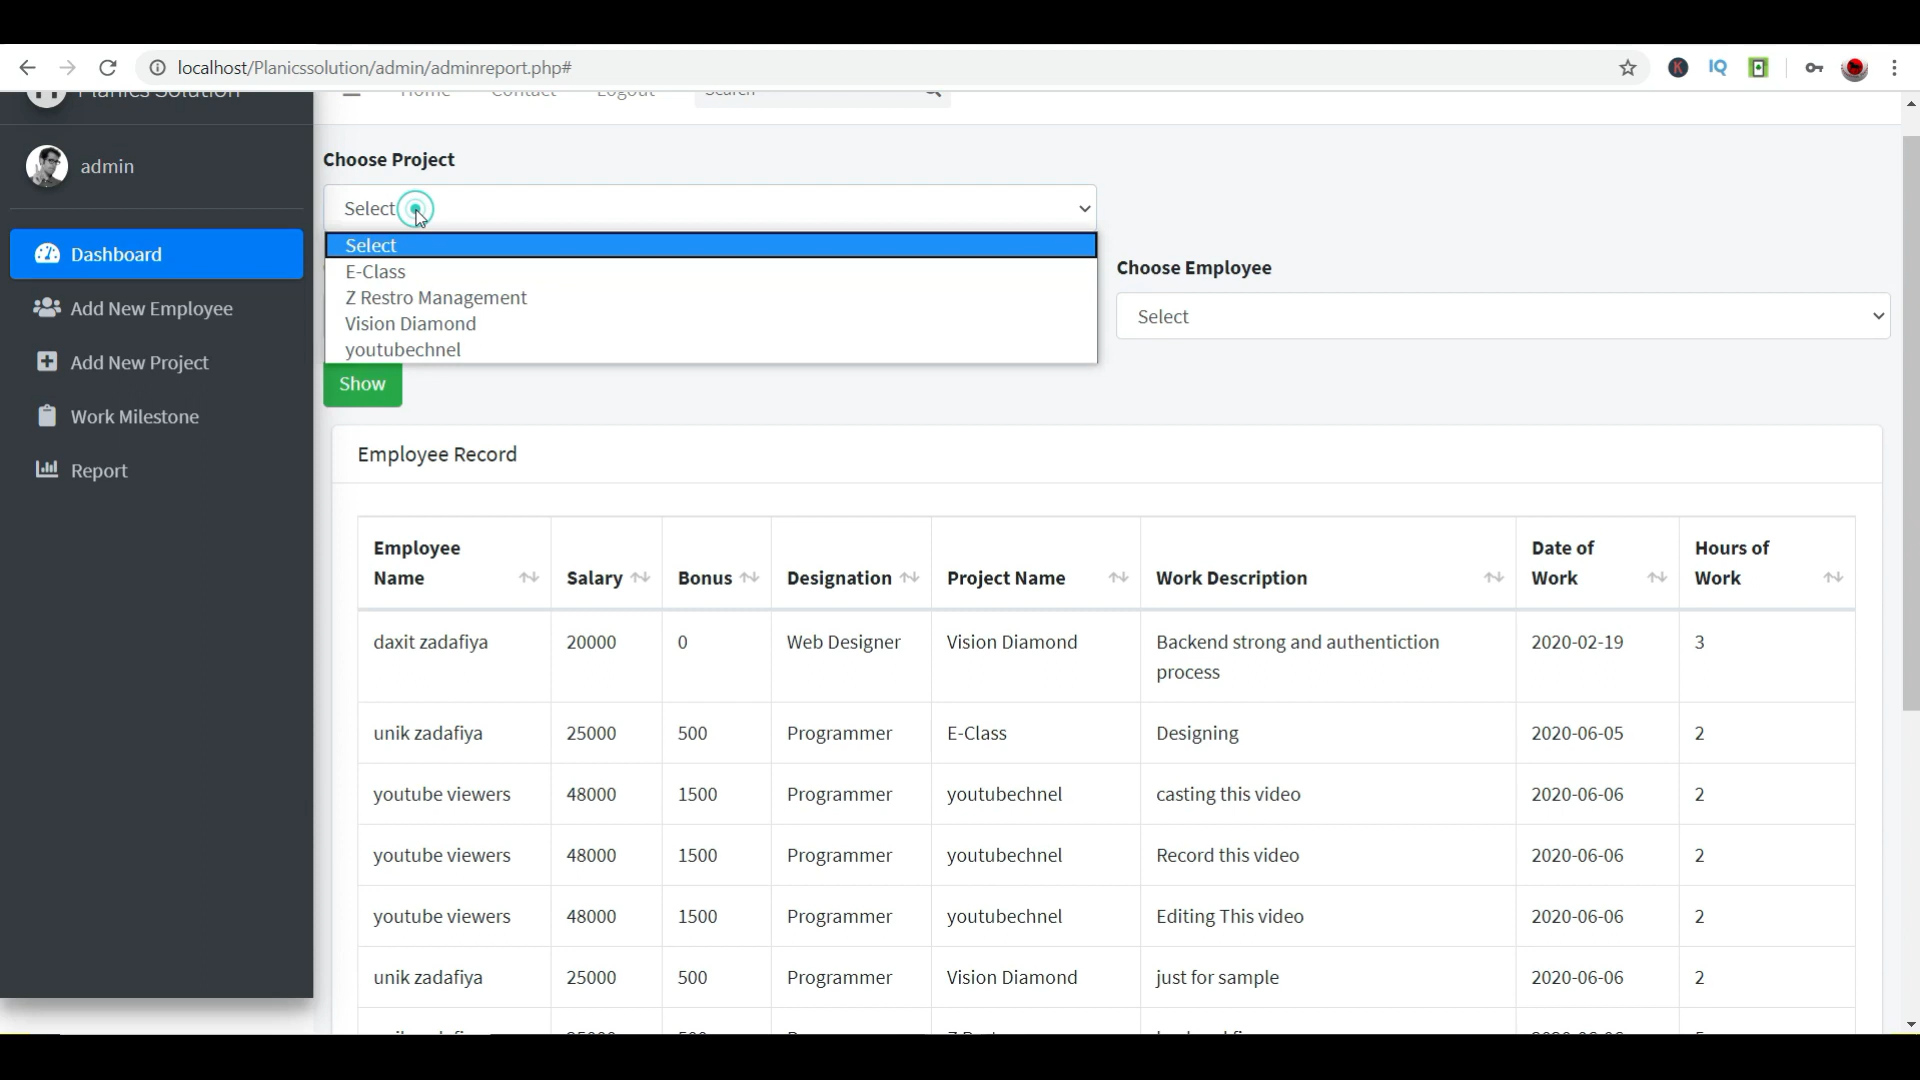 localhost/Planicssolution/admin/adminreport.php#
Planics Solution
Home Contact Logout Search
admin
Dashboard
Add New Employee
Add New Project
Work Milestone
Report
Choose Project
Select
Select
E-Class
Z Restro Management
Vision Diamond
youtubechnel
Choose Employee
Select
Show
Employee Record
Employee Name Salary Bonus Designation Project Name Work Description Date of Work Hours of Work
daxit zadafiya 20000 0 Web Designer Vision Diamond Backend strong and authentiction process 2020-02-19 3
unik zadafiya 25000 500 Programmer E-Class Designing 2020-06-05 2
youtube viewers 48000 1500 Programmer youtubechnel casting this video 2020-06-06 2
youtube viewers 48000 1500 Programmer youtubechnel Record this video 2020-06-06 2
youtube viewers 48000 1500 Programmer youtubechnel Editing This video 2020-06-06 2
unik zadafiya 25000 500 Programmer Vision Diamond just for sample 2020-06-06 2